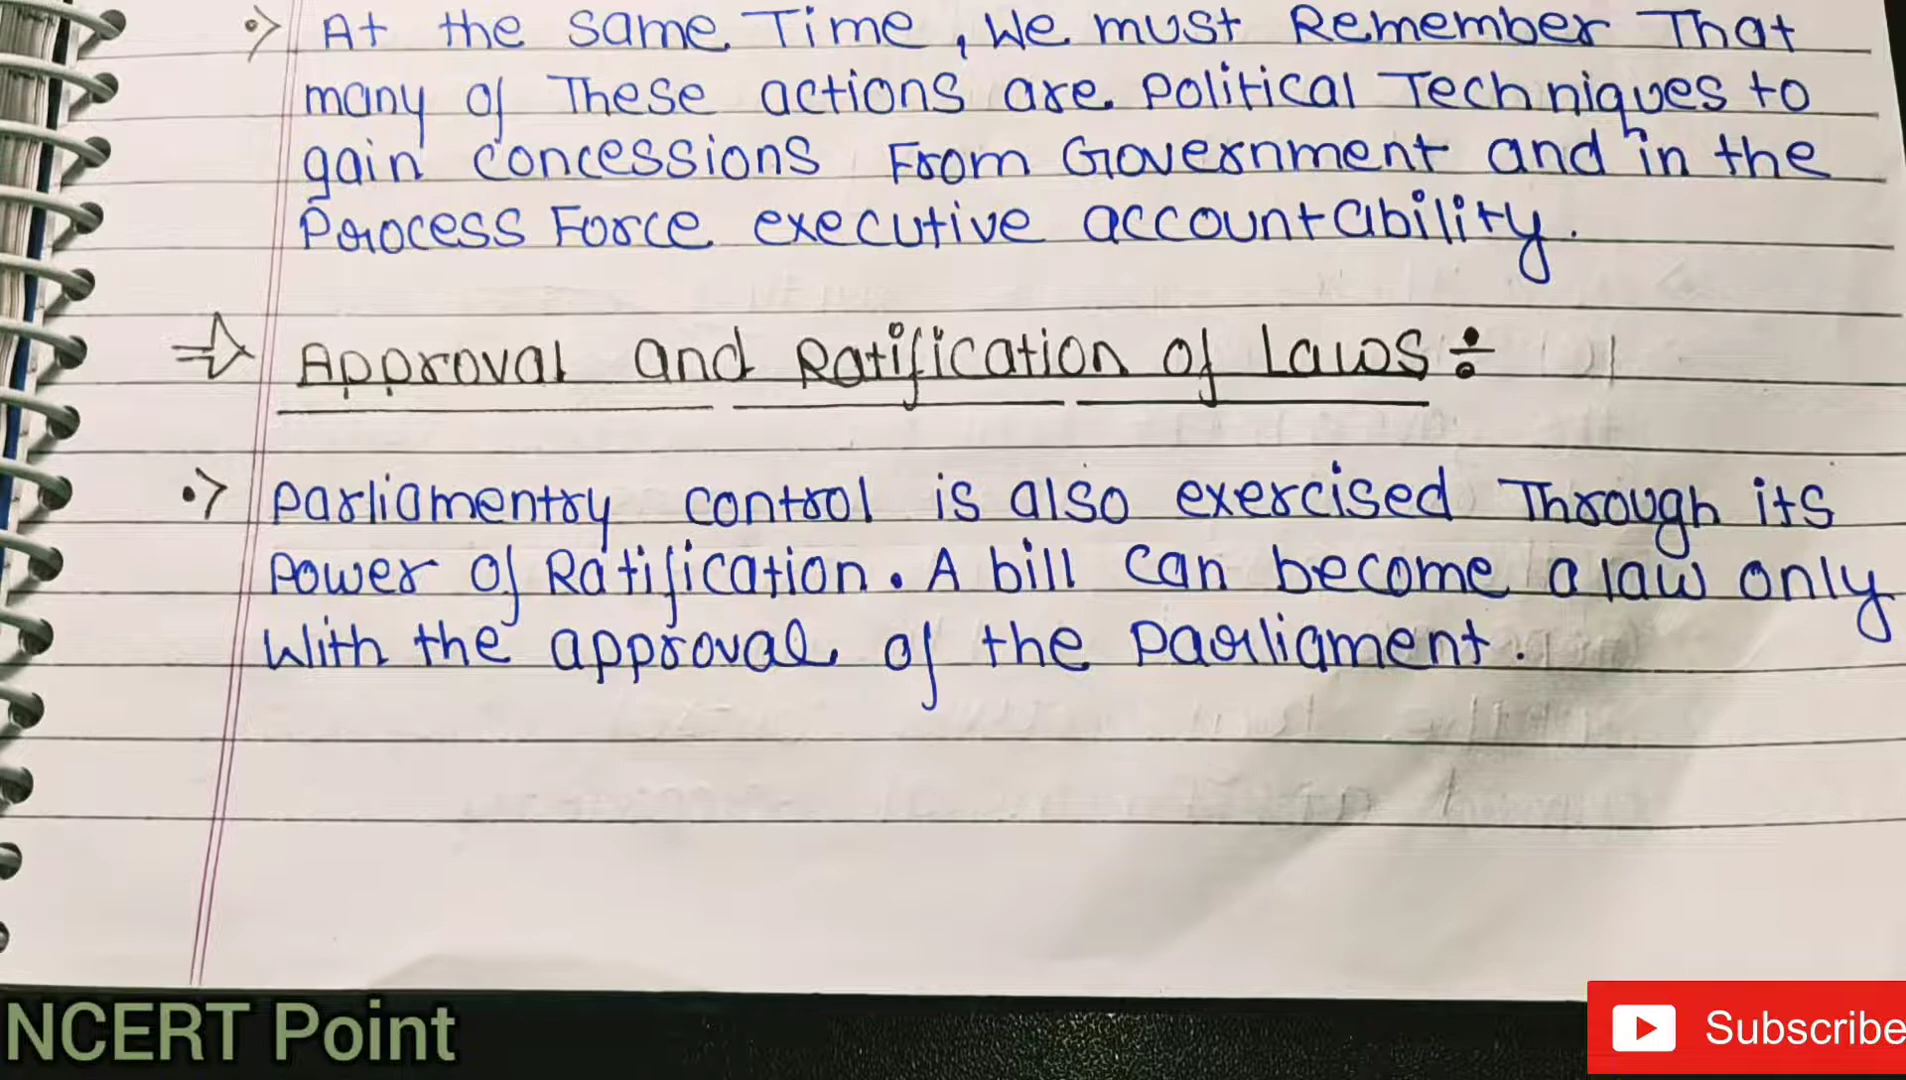 •> At the same Time, We must Remember That
many of These actions are political Techniques to
gain concessions From Government and in the
Process Force executive accountability.
⇒ Approval and Ratification of Laws ÷
•> Parliamentry control is also exercised Through its
Power of Ratification. A bill can become a law only
With the approval of the Parliament.
NCERT Point
Subscribe